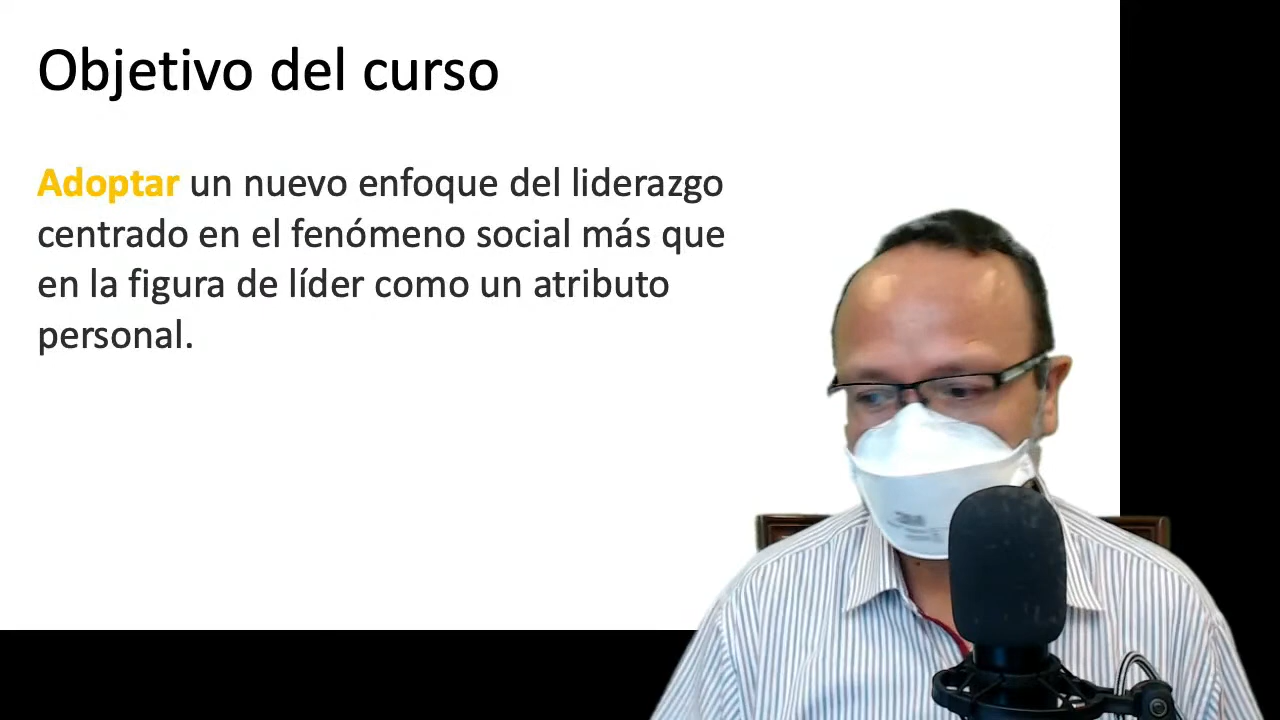 Objetivo del curso
Adoptar un nuevo enfoque del liderazgo
centrado en el fenómeno social más que
en la figura de líder como un atributo
personal.